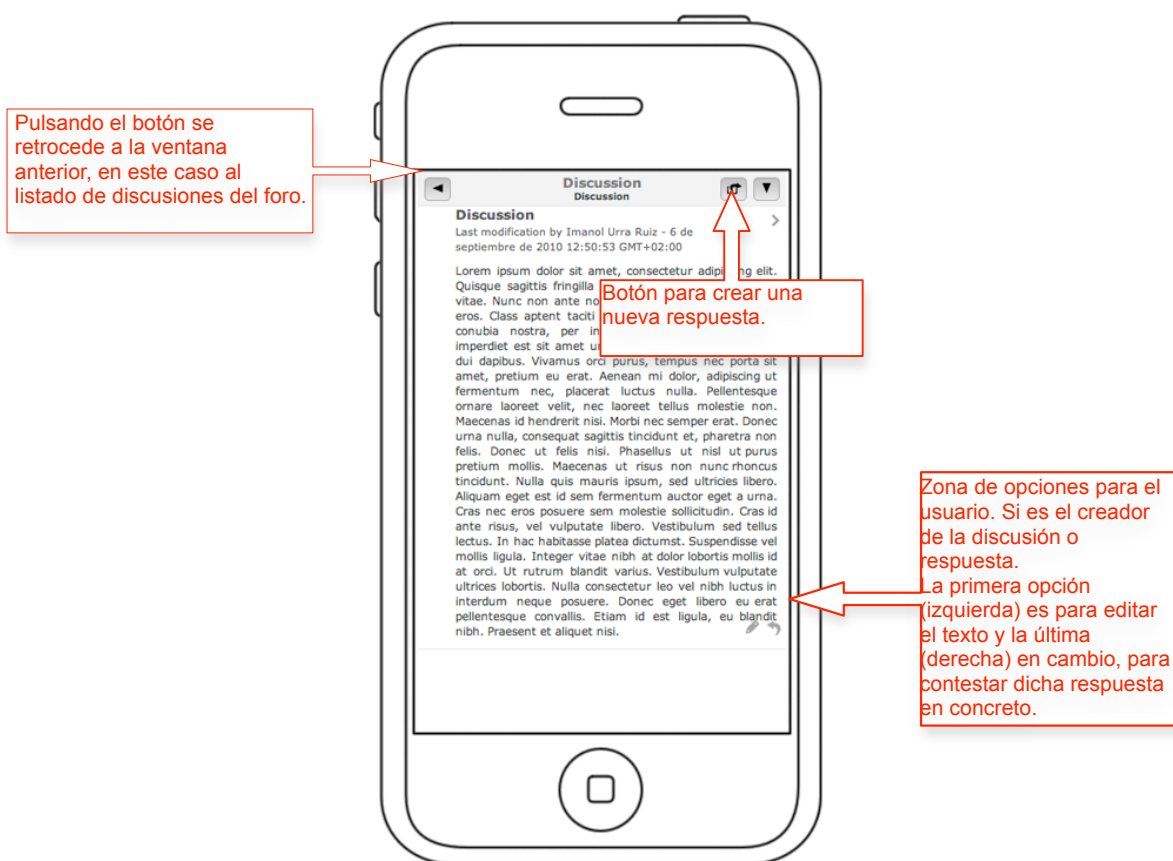 Pulsando el botón se
retrocede a la ventana
anterior, en este caso al
listado de discusiones del foro.
Discussion
Discussion
Discussion
Last modification by Imanol Urra Ruiz - 6 de
septiembre de 2010 12:50:53 GMT+02:00
Lorem ipsum dolor sit amet, consectetur elit.
Quisque sagittis fringilla
vitae. Nunc non ante
eros. Class aptent taciti
conubia nostra, per
imperdiet est sit amet
dui dapibus. Vivamus orci purus, tempus nec porta sit
amet, pretium eu erat. Aenean mi dolor, adipiscing ut
fermentum nec, placerat luctus nulla. Pellentesque
ornare laoreet velit, nec laoreet tellus molestie non.
Maecenas id hendrerit nisi. Morbi nec semper erat. Donec
urna nulla, consequat sagittis tincidunt et, pharetra non
felis. Donec ut felis nisi. Phasellus ut nisl ut purus
pretium mollis. Maecenas ut risus non nunc rhoncus
tincidunt. Nulla quis mauris ipsum, sed ultricies libero.
Aliquam eget est id sem fermentum auctor eget a urna.
Cras nec eros posuere sem molestie sollicitudin. Cras id
ante risus, vel vulputate libero. Vestibulum sed tellus
lectus. In hac habitasse platea dictumst. Suspendisse vel
mollis ligula. Integer vitae nibh at dolor lobortis mollis id
at orci. Ut rutrum blandit varius. Vestibulum vulputate
ultrices lobortis. Nulla consectetur leo vel nibh luctus in
interdum neque posuere. Donec eget libero eu erat
pellentesque convallis. Etiam id est ligula, eu blandit
nibh. Praesent et aliquet nisi.
Botón para crear una
nueva respuesta.
Zona de opciones para el
usuario. Si es el creador
de la discusión o
respuesta.
La primera opción
(izquierda) es para editar
el texto y la última
(derecha) en cambio, para
contestar dicha respuesta
en concreto.